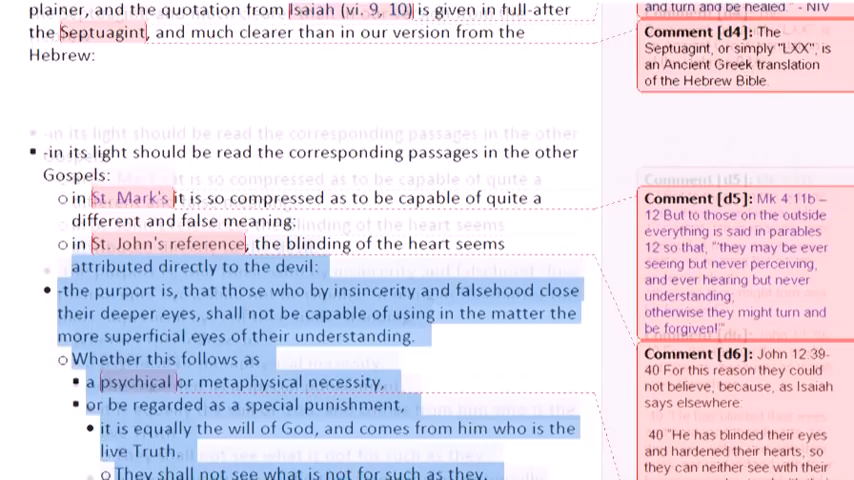 plainer, and the quotation from Isaiah (vi. 9, 10) is given in full-after
the Septuagint, and much clearer than in our version from the
Hebrew:
-in its light should be read the corresponding passages in the other
Gospels:
in St. Mark's it is so compressed as to be capable of quite a
different and false meaning:
in St. John's reference, the blinding of the heart seems
attributed directly to the devil:
-the purport is, that those who by insincerity and falsehood close
their deeper eyes, shall not be capable of using in the matter the
more superficial eyes of their understanding.
Whether this follows as
a psychical or metaphysical necessity,
or be regarded as a special punishment,
it is equally the will of God, and comes from him who is the
live Truth.
They shall not see what is not for such as they.
and turn and be healed." - NIV
Comment [d4]: The
Septuagint, or simply "LXX", is
an Ancient Greek translation
of the Hebrew Bible.
Comment [d5]: Mk 4:11b –
12 But to those on the outside
everything is said in parables
12 so that, "'they may be ever
seeing but never perceiving,
and ever hearing but never
understanding;
otherwise they might turn and
be forgiven!'"
Comment [d6]: John 12:39-
40 For this reason they could
not believe, because, as Isaiah
says elsewhere:
40 "He has blinded their eyes
and hardened their hearts, so
they can neither see with their